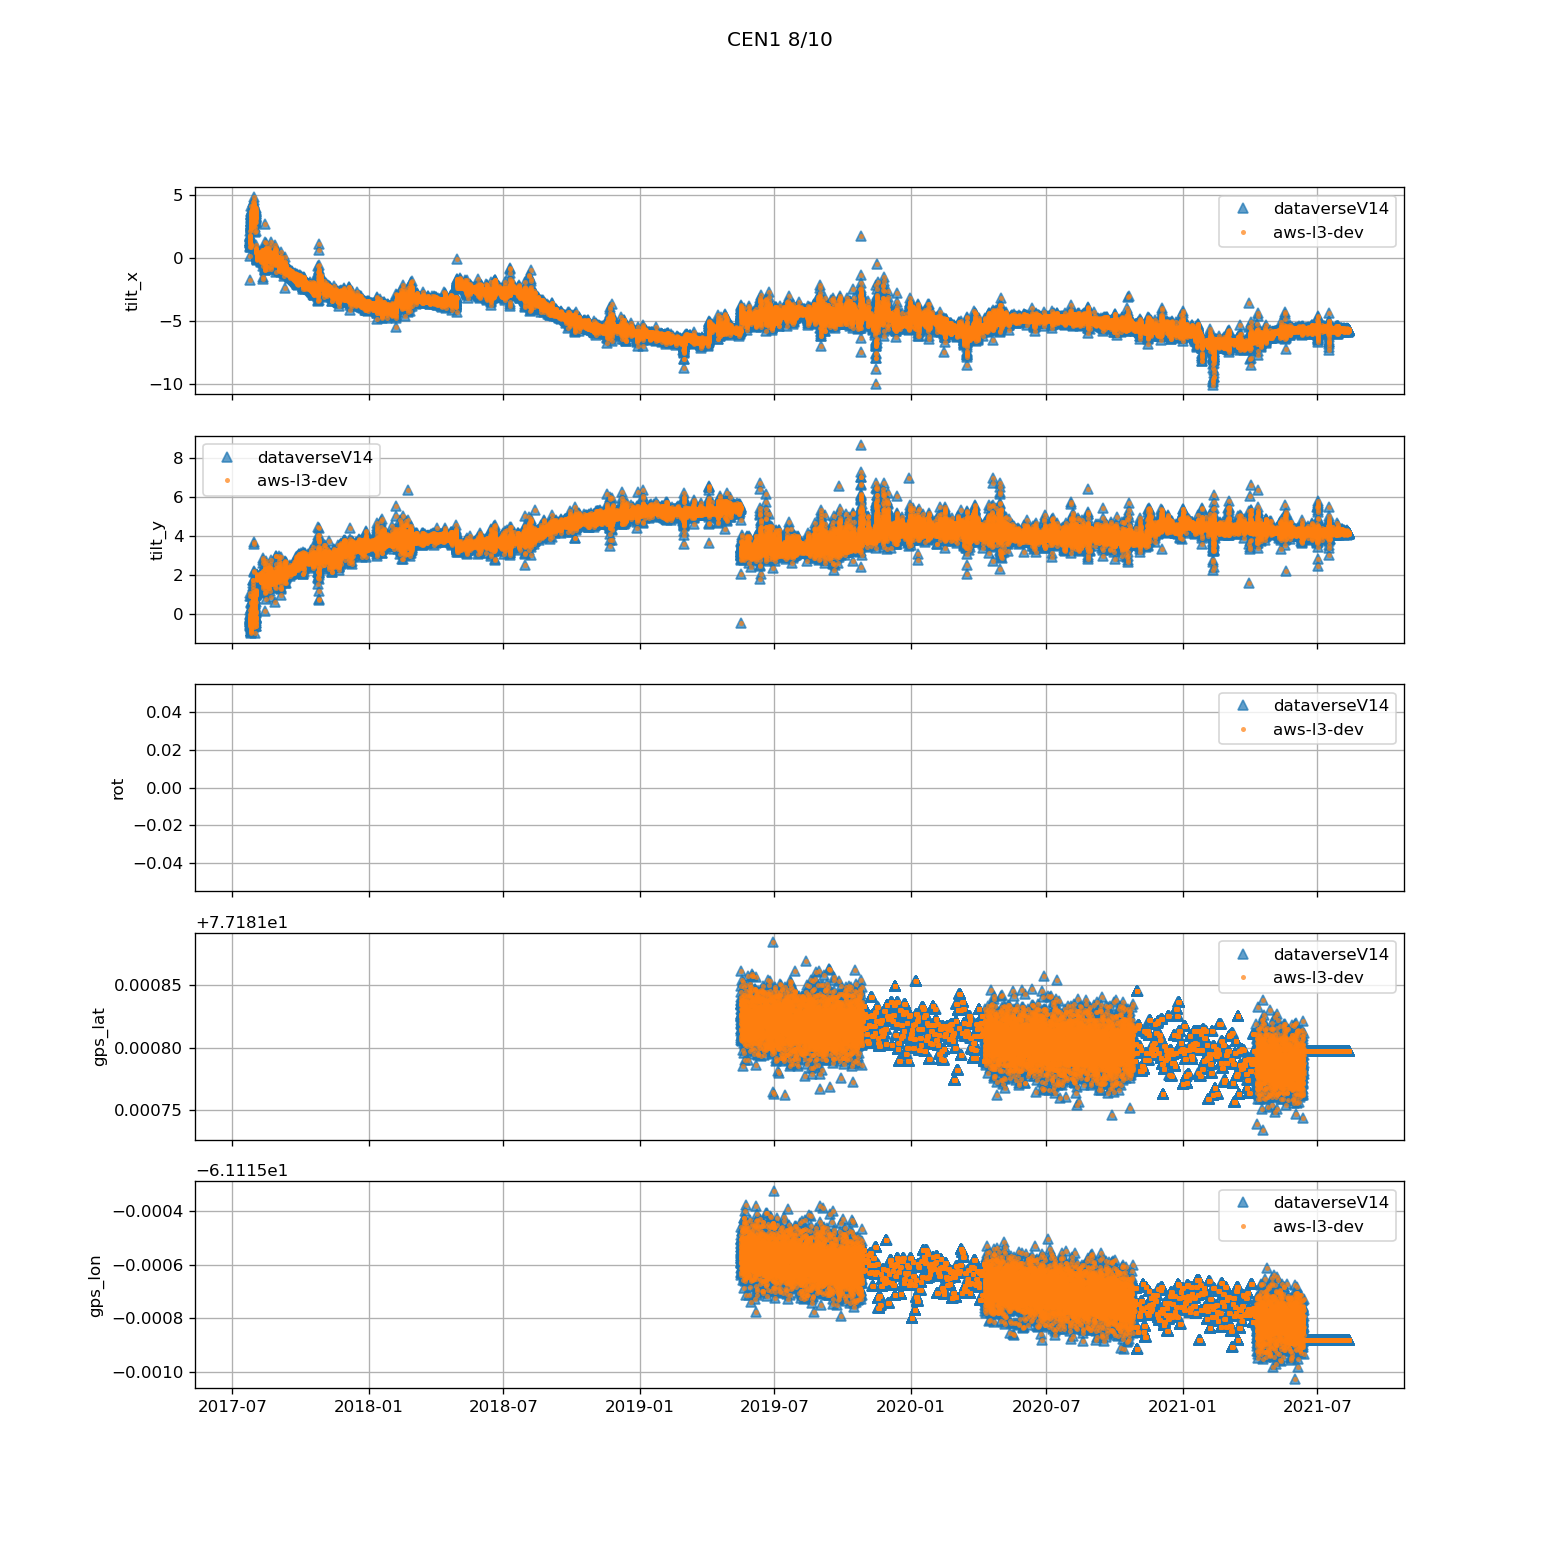 CEN1 8/10
5
0
−5
−10
tilt_x
dataverseV14
aws-l3-dev
8
6
4
2
0
tilt_y
dataverseV14
aws-l3-dev
0.04
0.02
0.00
−0.02
−0.04
rot
dataverseV14
aws-l3-dev
+7.7181e1
0.00085
0.00080
0.00075
gps_lat
dataverseV14
aws-l3-dev
−6.1115e1
−0.0004
−0.0006
−0.0008
−0.0010
gps_lon
dataverseV14
aws-l3-dev
2017-07 2018-01 2018-07 2019-01 2019-07 2020-01 2020-07 2021-01 2021-07